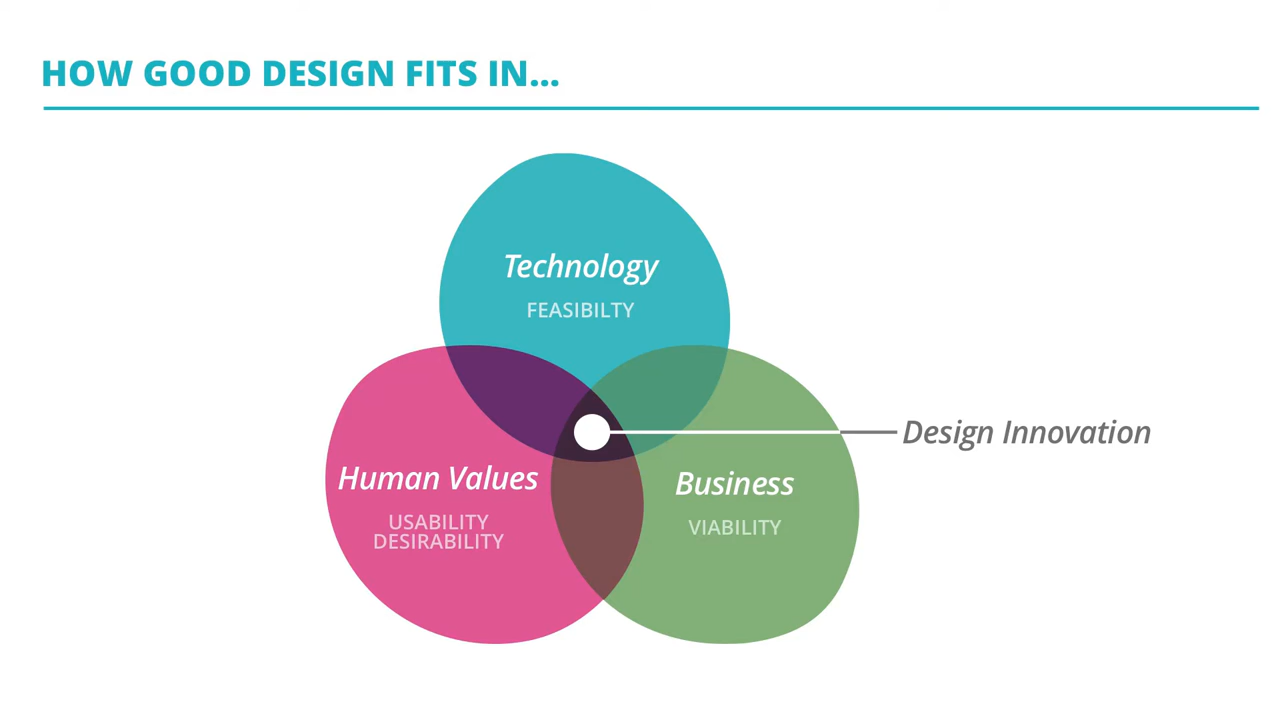 HOW GOOD DESIGN FITS IN...
Technology
FEASIBILTY
Design Innovation
Human Values
USABILITY
DESIRABILITY
Business
VIABILITY